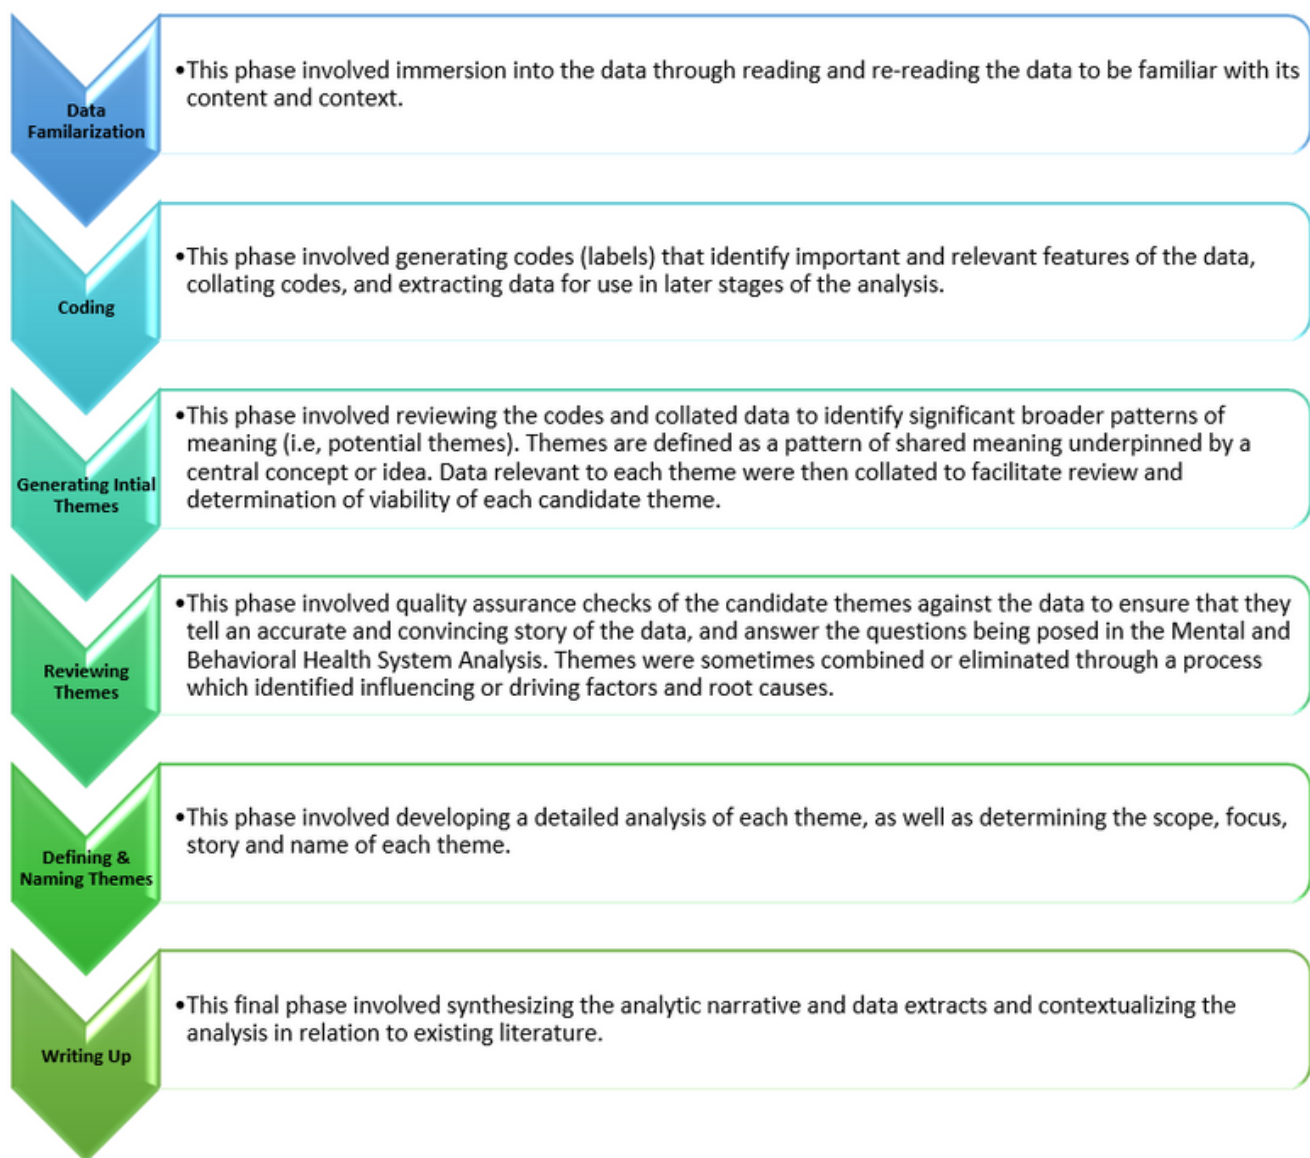 Data
Familarization
•This phase involved immersion into the data through reading and re-reading the data to be familiar with its
content and context.
Coding
•This phase involved generating codes (labels) that identify important and relevant features of the data,
collating codes, and extracting data for use in later stages of the analysis.
Generating Intial
Themes
•This phase involved reviewing the codes and collated data to identify significant broader patterns of
meaning (i.e, potential themes). Themes are defined as a pattern of shared meaning underpinned by a
central concept or idea. Data relevant to each theme were then collated to facilitate review and
determination of viability of each candidate theme.
Reviewing
Themes
•This phase involved quality assurance checks of the candidate themes against the data to ensure that they
tell an accurate and convincing story of the data, and answer the questions being posed in the Mental and
Behavioral Health System Analysis. Themes were sometimes combined or eliminated through a process
which identified influencing or driving factors and root causes.
Defining &
Naming Themes
•This phase involved developing a detailed analysis of each theme, as well as determining the scope, focus,
story and name of each theme.
Writing Up
•This final phase involved synthesizing the analytic narrative and data extracts and contextualizing the
analysis in relation to existing literature.